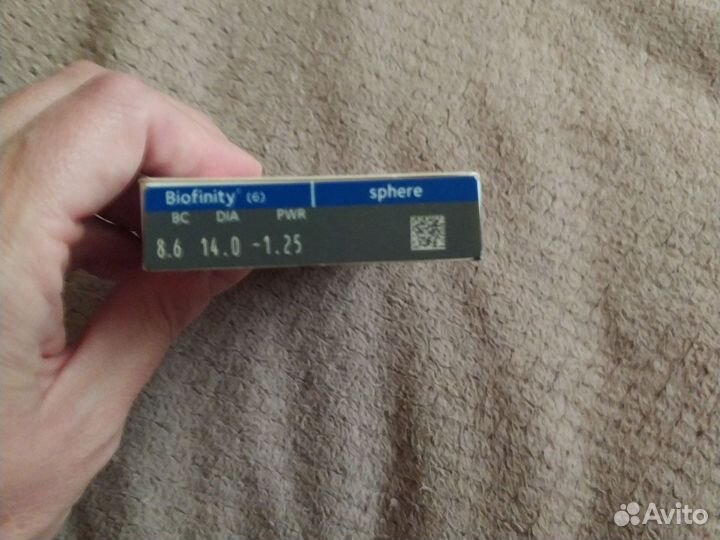 Biofinity® (6) sphere
BC DIA PWR
8.6 14.0 -1.25
Avito